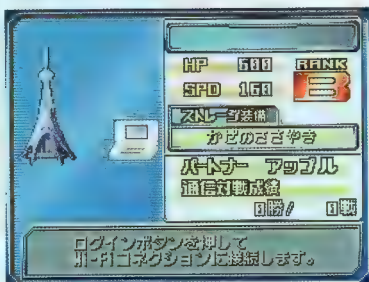 HP 600
RANK
B
SPD 160
ストレージ装備
かぜのささやき
パートナー アップル
通信対戦成績
0勝/ 0戦
ログインボタンを押して
Wi-Fiコネクションに接続します。